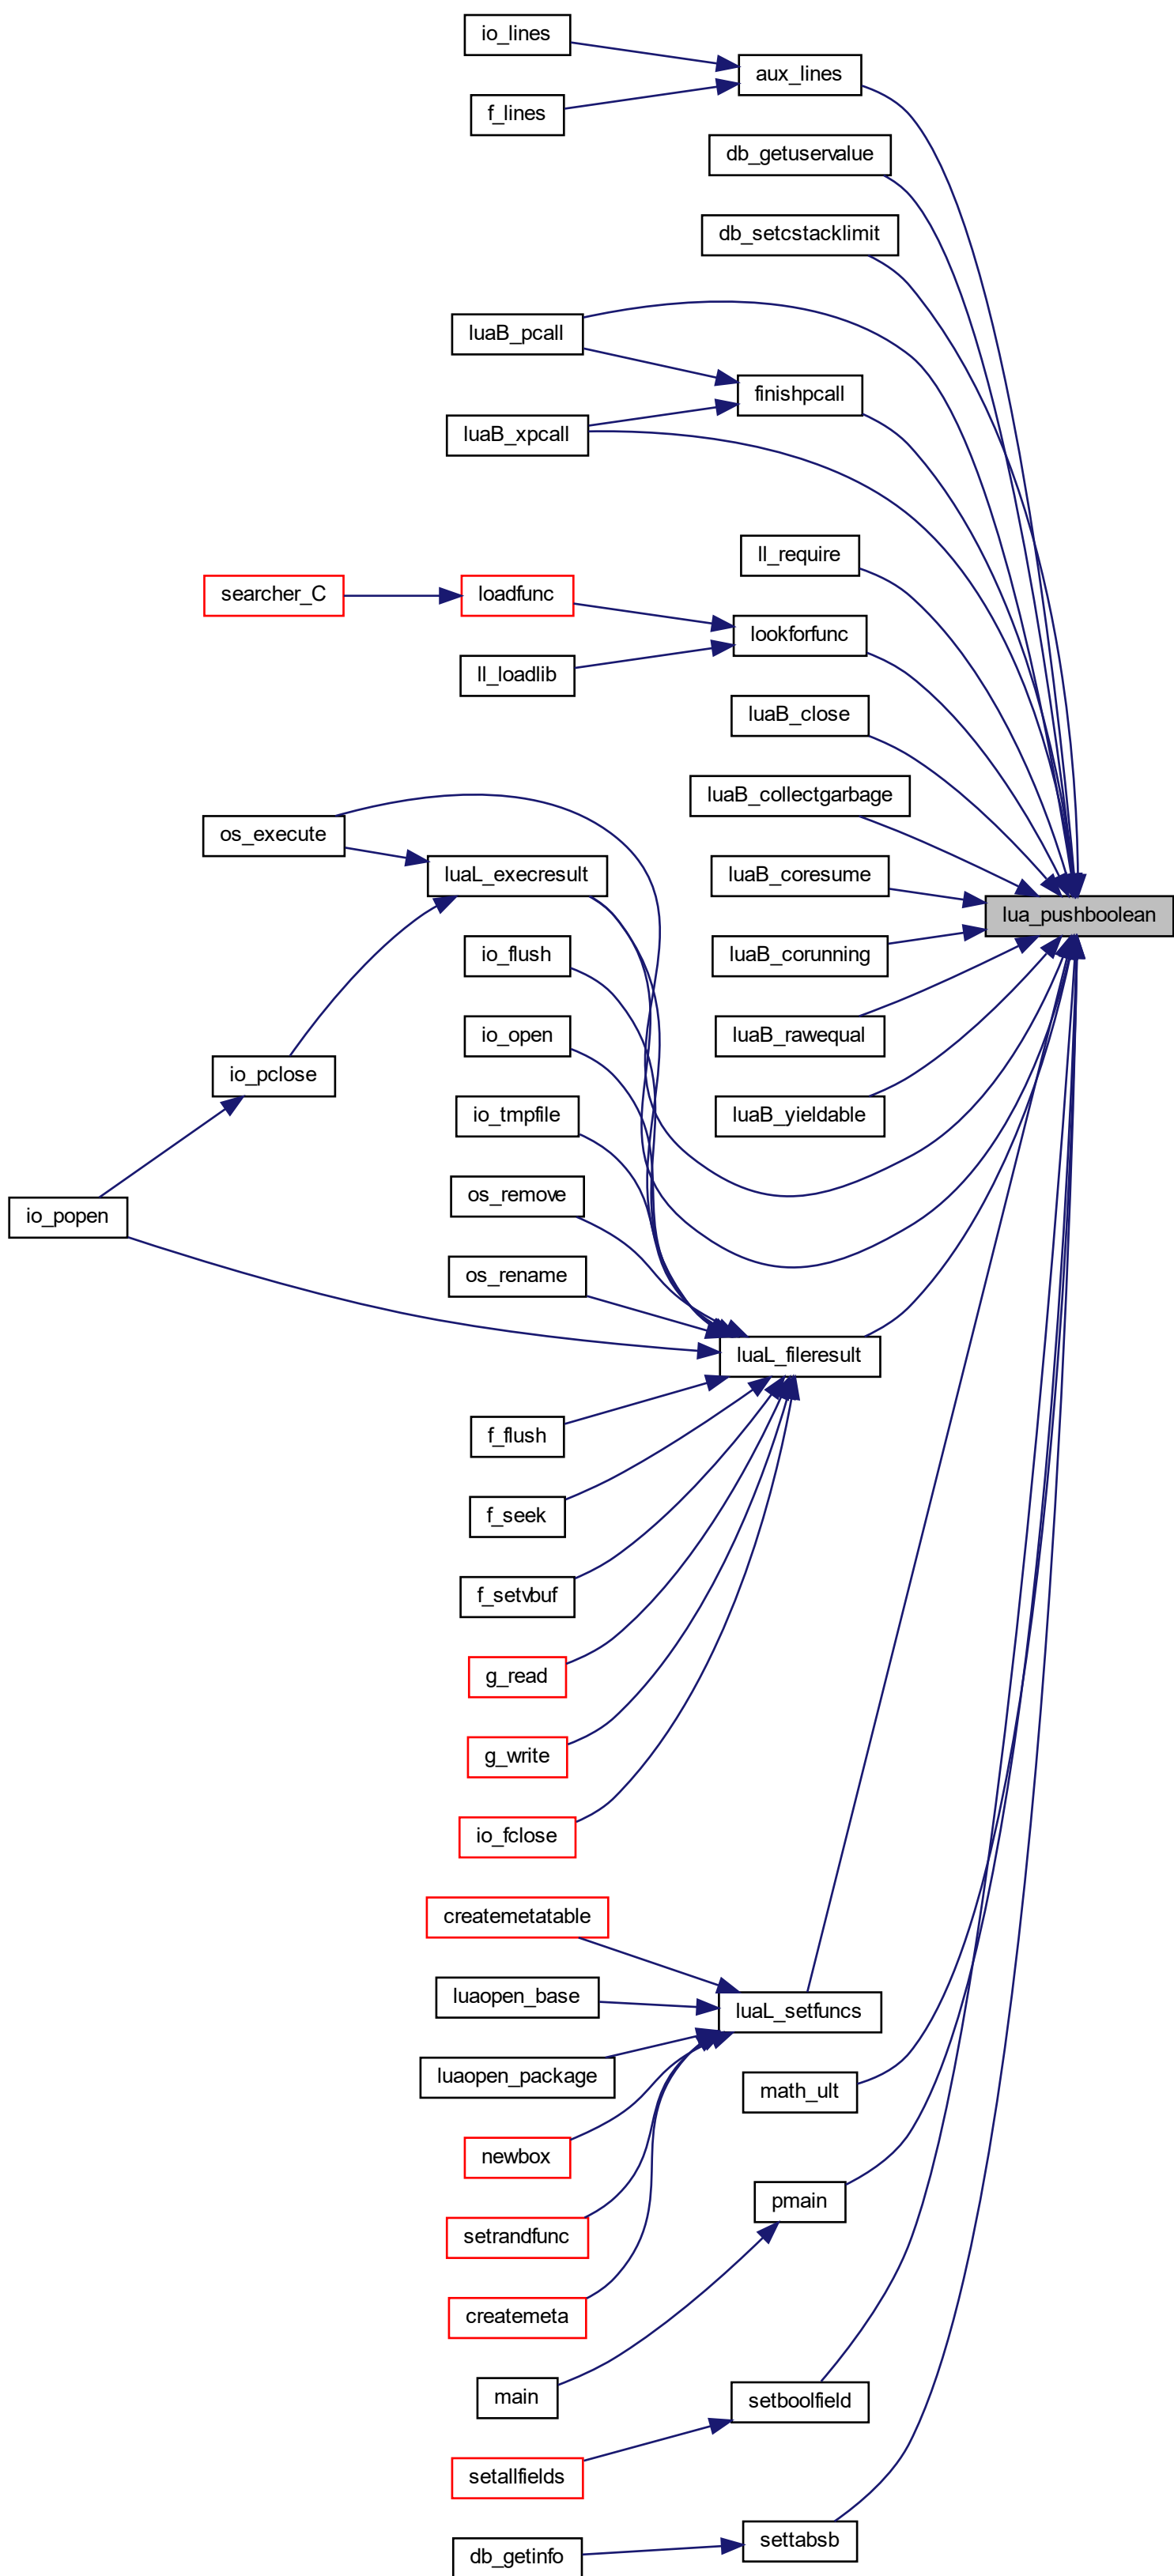 io_lines
aux_lines
f_lines
db_getuservalue
db_setcstacklimit
luaB_pcall
finishpcall
luaB_xpcall
ll_require
searcher_C
loadfunc
lookforfunc
ll_loadlib
luaB_close
luaB_collectgarbage
os_execute
luaL_execresult
luaB_coresume
lua_pushboolean
io_flush
luaB_corunning
io_open
luaB_rawequal
io_pclose
io_tmpfile
luaB_yieldable
os_remove
io_popen
os_rename
luaL_fileresult
f_flush
f_seek
f_setvbuf
g_read
g_write
io_fclose
createmetatable
luaopen_base
luaL_setfuncs
luaopen_package
math_ult
newbox
pmain
setrandfunc
createmeta
main
setboolfield
setallfields
settabsb
db_getinfo